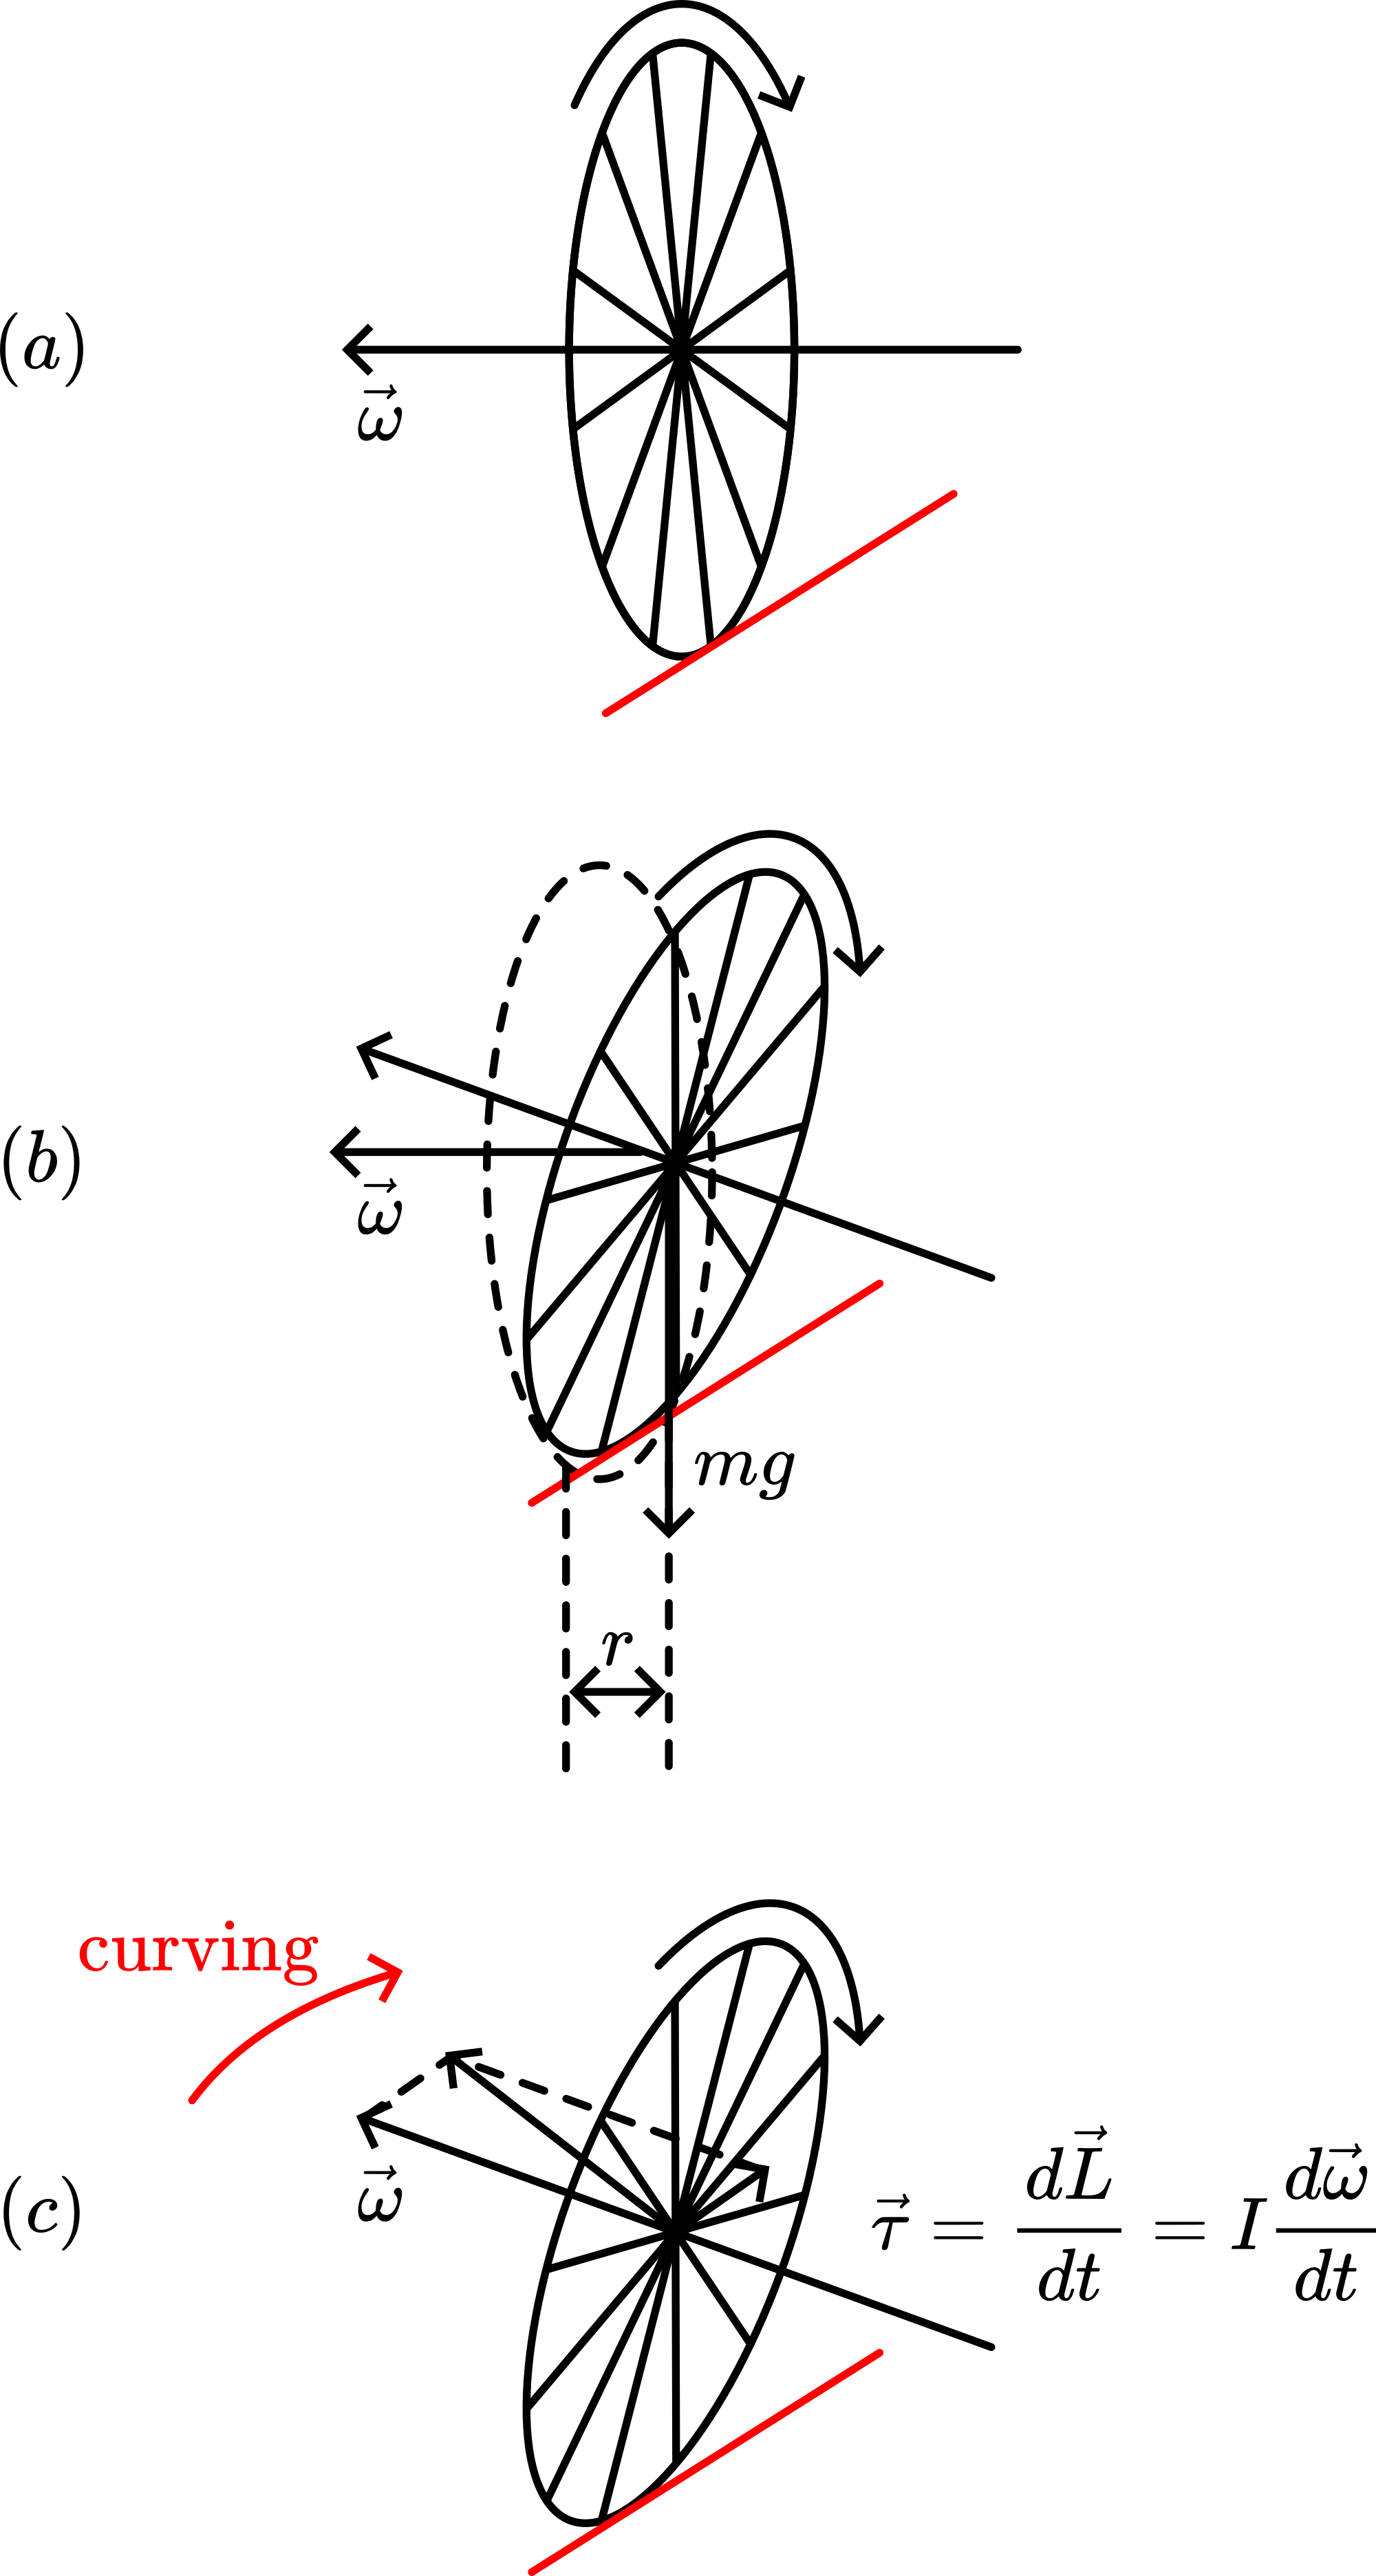 (a)
ω⃗
(b)
ω⃗
mg
r
curving
(c)
ω⃗
τ⃗ = dL⃗/dt = I dω⃗/dt